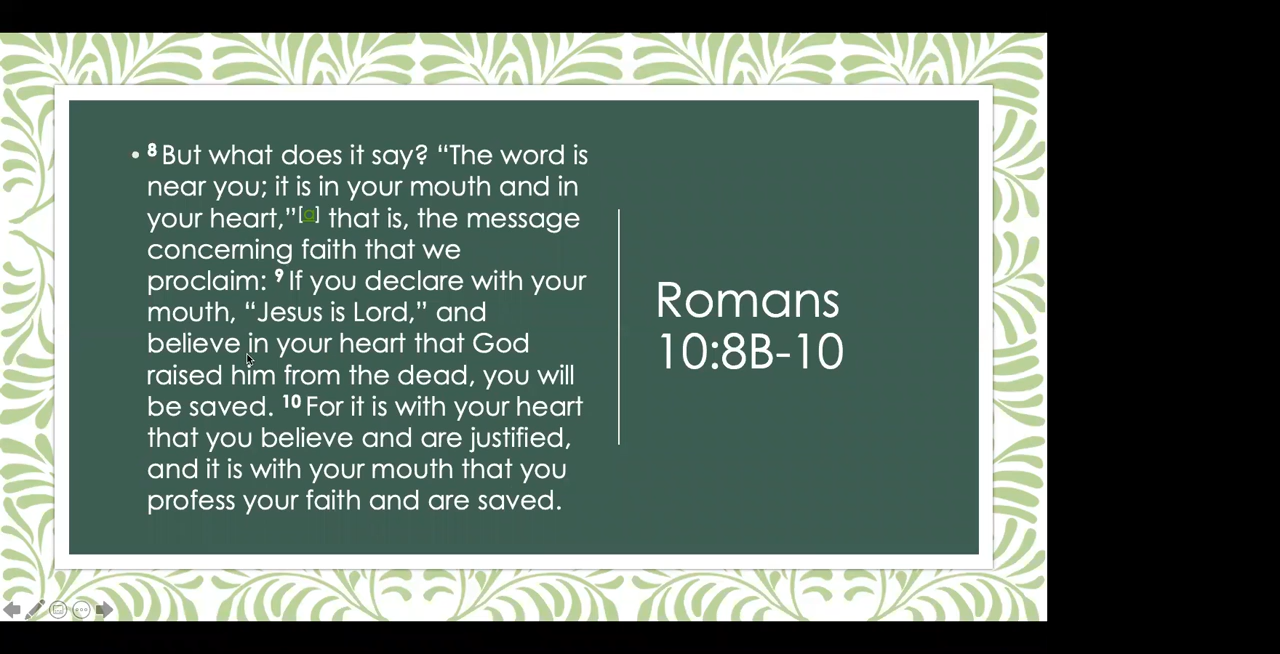 • ⁸ But what does it say? “The word is
near you; it is in your mouth and in
your heart,”[a] that is, the message
concerning faith that we
proclaim: ⁹ If you declare with your
mouth, “Jesus is Lord,” and
believe in your heart that God
raised him from the dead, you will
be saved. ¹⁰ For it is with your heart
that you believe and are justified,
and it is with your mouth that you
profess your faith and are saved.
Romans
10:8B-10